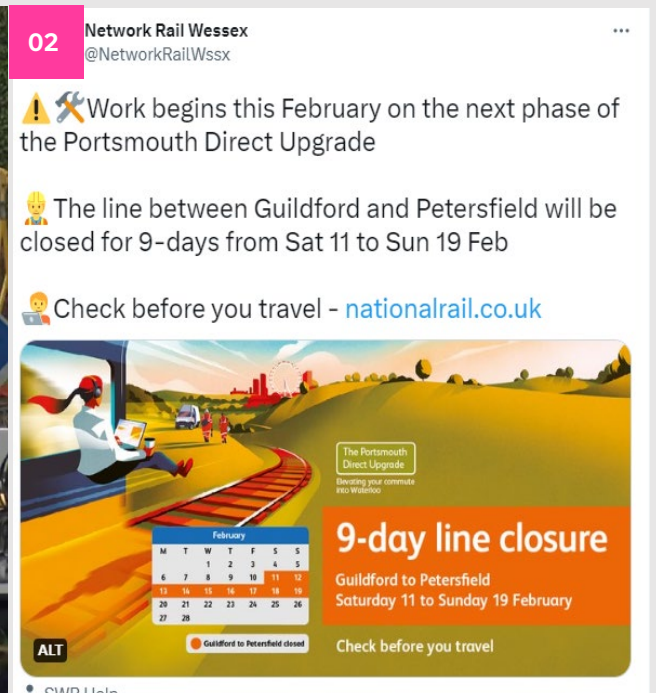 02
Network Rail Wessex
@NetworkRailWssx
⚠️🛠️Work begins this February on the next phase of
the Portsmouth Direct Upgrade
👷The line between Guildford and Petersfield will be
closed for 9-days from Sat 11 to Sun 19 Feb
🧑‍💻Check before you travel - nationalrail.co.uk
The Portsmouth
Direct Upgrade
Elevating your commute
into Waterloo
February
M T W T F S S
1 2 3 4 5
6 7 8 9 10 11 12
13 14 15 16 17 18 19
20 21 22 23 24 25 26
27 28
Guildford to Petersfield closed
9-day line closure
Guildford to Petersfield
Saturday 11 to Sunday 19 February
Check before you travel
ALT
SWR Help